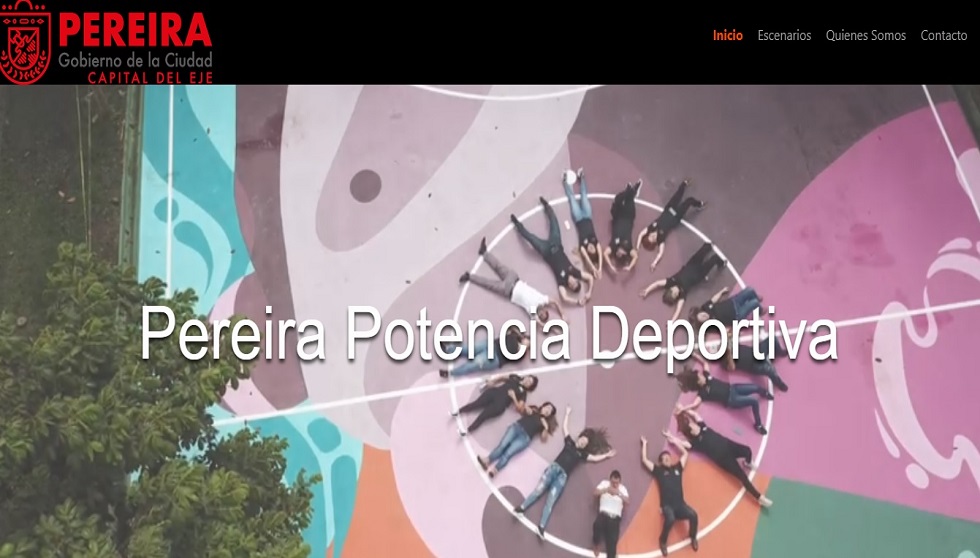 PEREIRA
Gobierno de la Ciudad
CAPITAL DEL EJE
Inicio Escenarios Quienes Somos Contacto
Pereira Potencia Deportiva